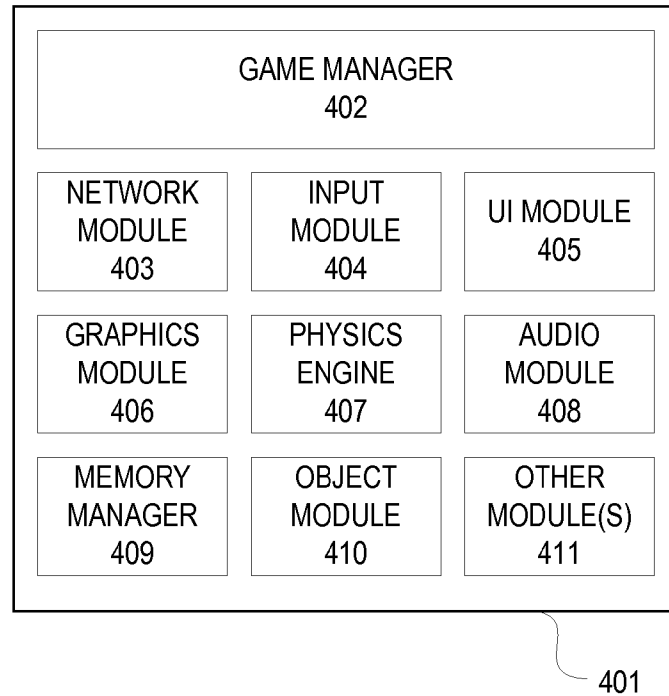 GAME MANAGER
402
NETWORK
MODULE
403
INPUT
MODULE
404
UI MODULE
405
GRAPHICS
MODULE
406
PHYSICS
ENGINE
407
AUDIO
MODULE
408
MEMORY
MANAGER
409
OBJECT
MODULE
410
OTHER
MODULE(S)
411
401